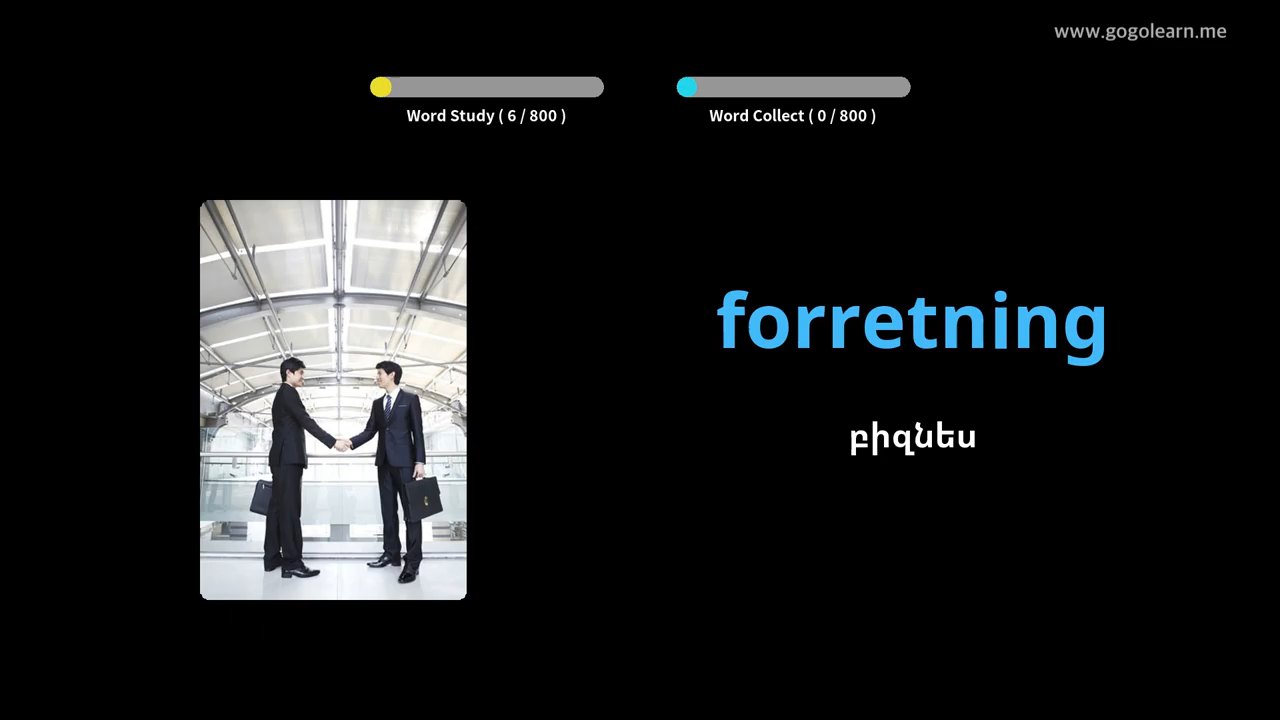 www.gogolearn.me
Word Study ( 6 / 800 )
Word Collect ( 0 / 800 )
forretning
բիզնես